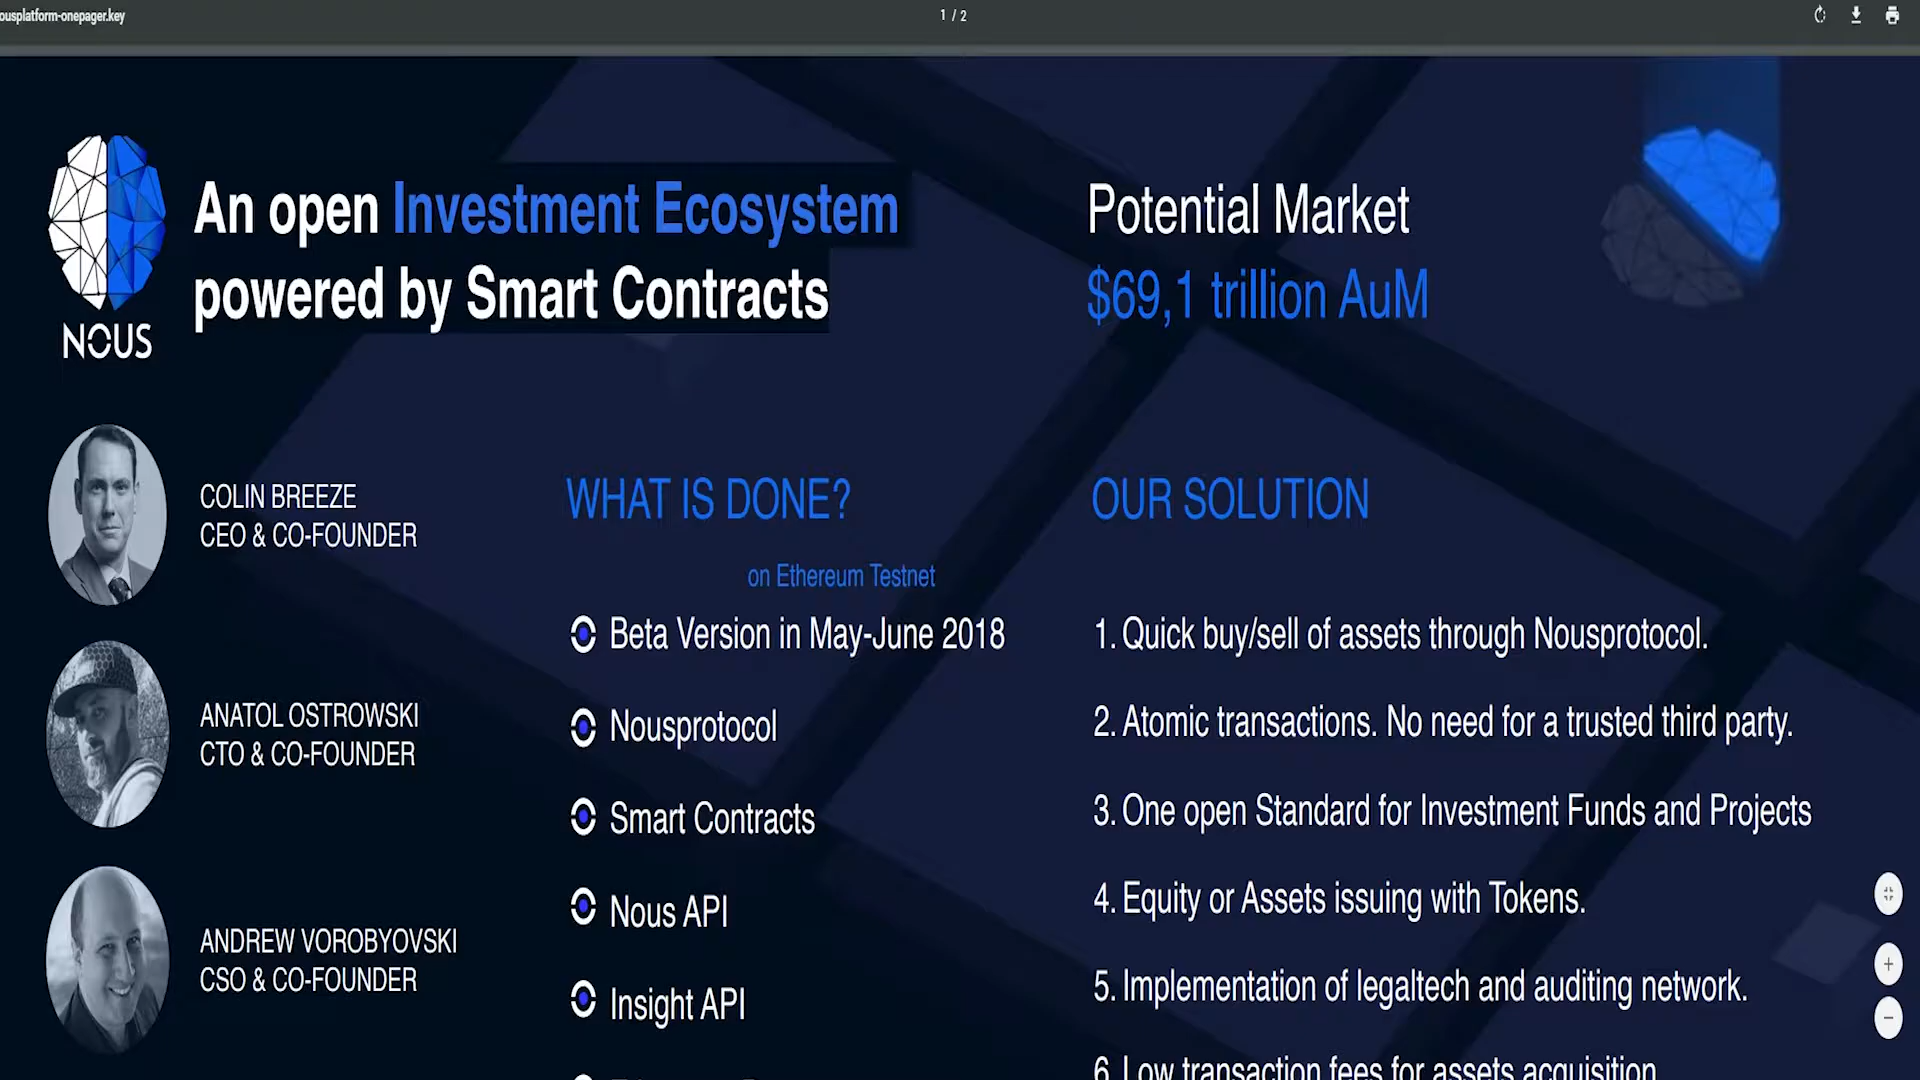 ousplatform-onepager.key
1 / 2
NOUS
An open Investment Ecosystem
powered by Smart Contracts
Potential Market
$69,1 trillion AuM
COLIN BREEZE
CEO & CO-FOUNDER
ANATOL OSTROWSKI
CTO & CO-FOUNDER
ANDREW VOROBYOVSKI
CSO & CO-FOUNDER
WHAT IS DONE?
on Ethereum Testnet
Beta Version in May-June 2018
Nousprotocol
Smart Contracts
Nous API
Insight API
OUR SOLUTION
1. Quick buy/sell of assets through Nousprotocol.
2. Atomic transactions. No need for a trusted third party.
3. One open Standard for Investment Funds and Projects
4. Equity or Assets issuing with Tokens.
5. Implementation of legaltech and auditing network.
6. Low transaction fees for assets acquisition